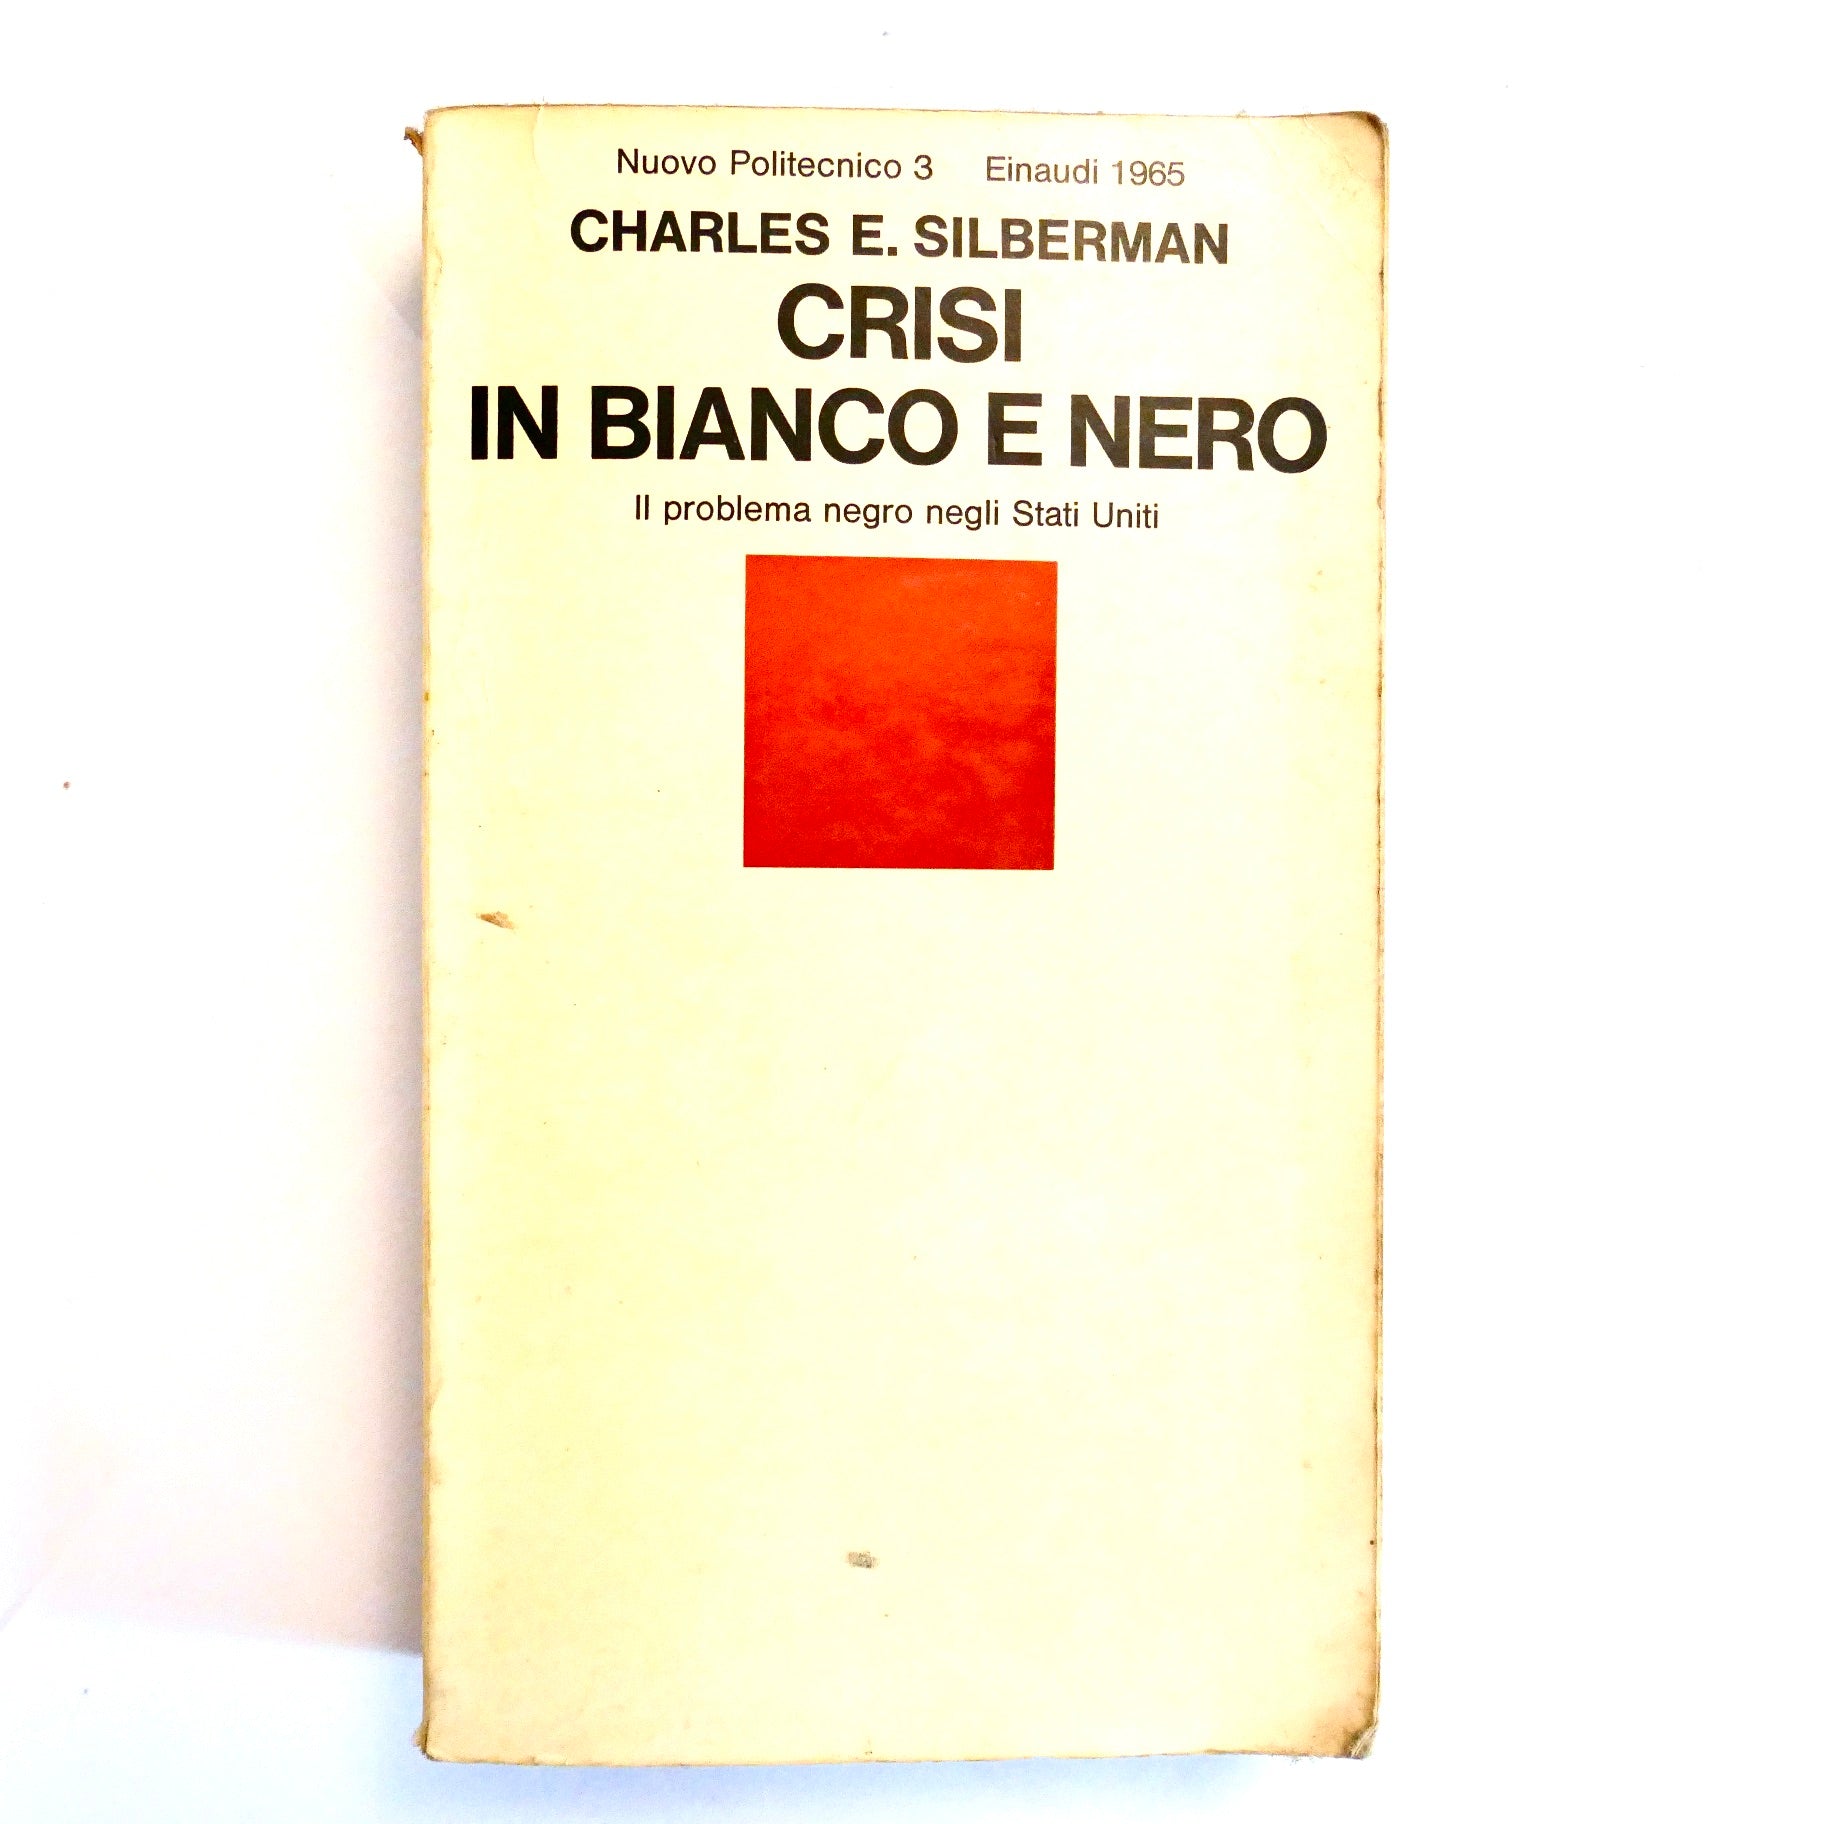 Nuovo Politecnico 3 Einaudi 1965
CHARLES E. SILBERMAN
CRISI
IN BIANCO E NERO
Il problema negro negli Stati Uniti